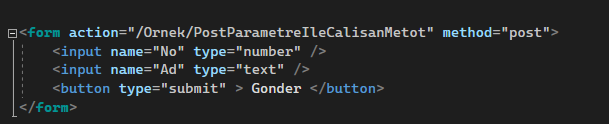 <form action="/Ornek/PostParametreIleCalisanMetot" method="post">
<input name="No" type="number" />
<input name="Ad" type="text" />
<button type="submit" > Gonder </button>
</form>